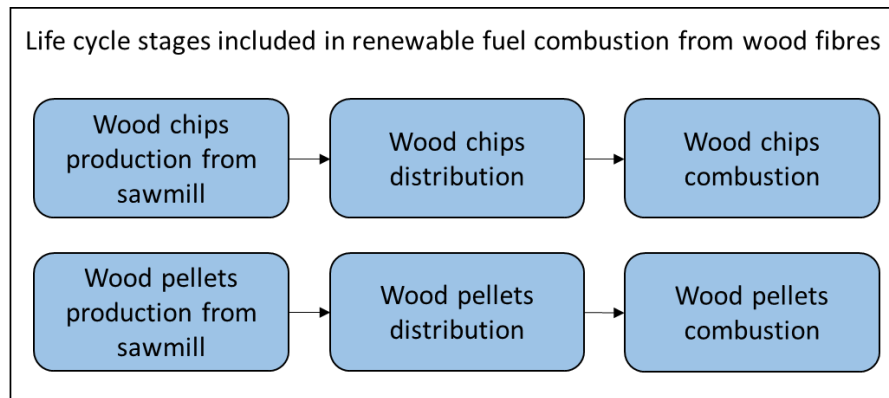 Life cycle stages included in renewable fuel combustion from wood fibres
Wood chips
production from
sawmill
Wood chips
distribution
Wood chips
combustion
Wood pellets
production from
sawmill
Wood pellets
distribution
Wood pellets
combustion